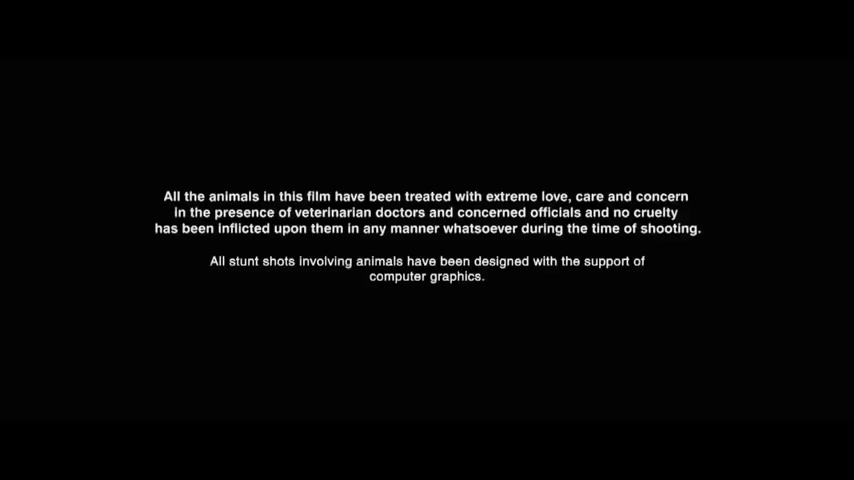 All the animals in this film have been treated with extreme love, care and concern
in the presence of veterinarian doctors and concerned officials and no cruelty
has been inflicted upon them in any manner whatsoever during the time of shooting.
All stunt shots involving animals have been designed with the support of
computer graphics.